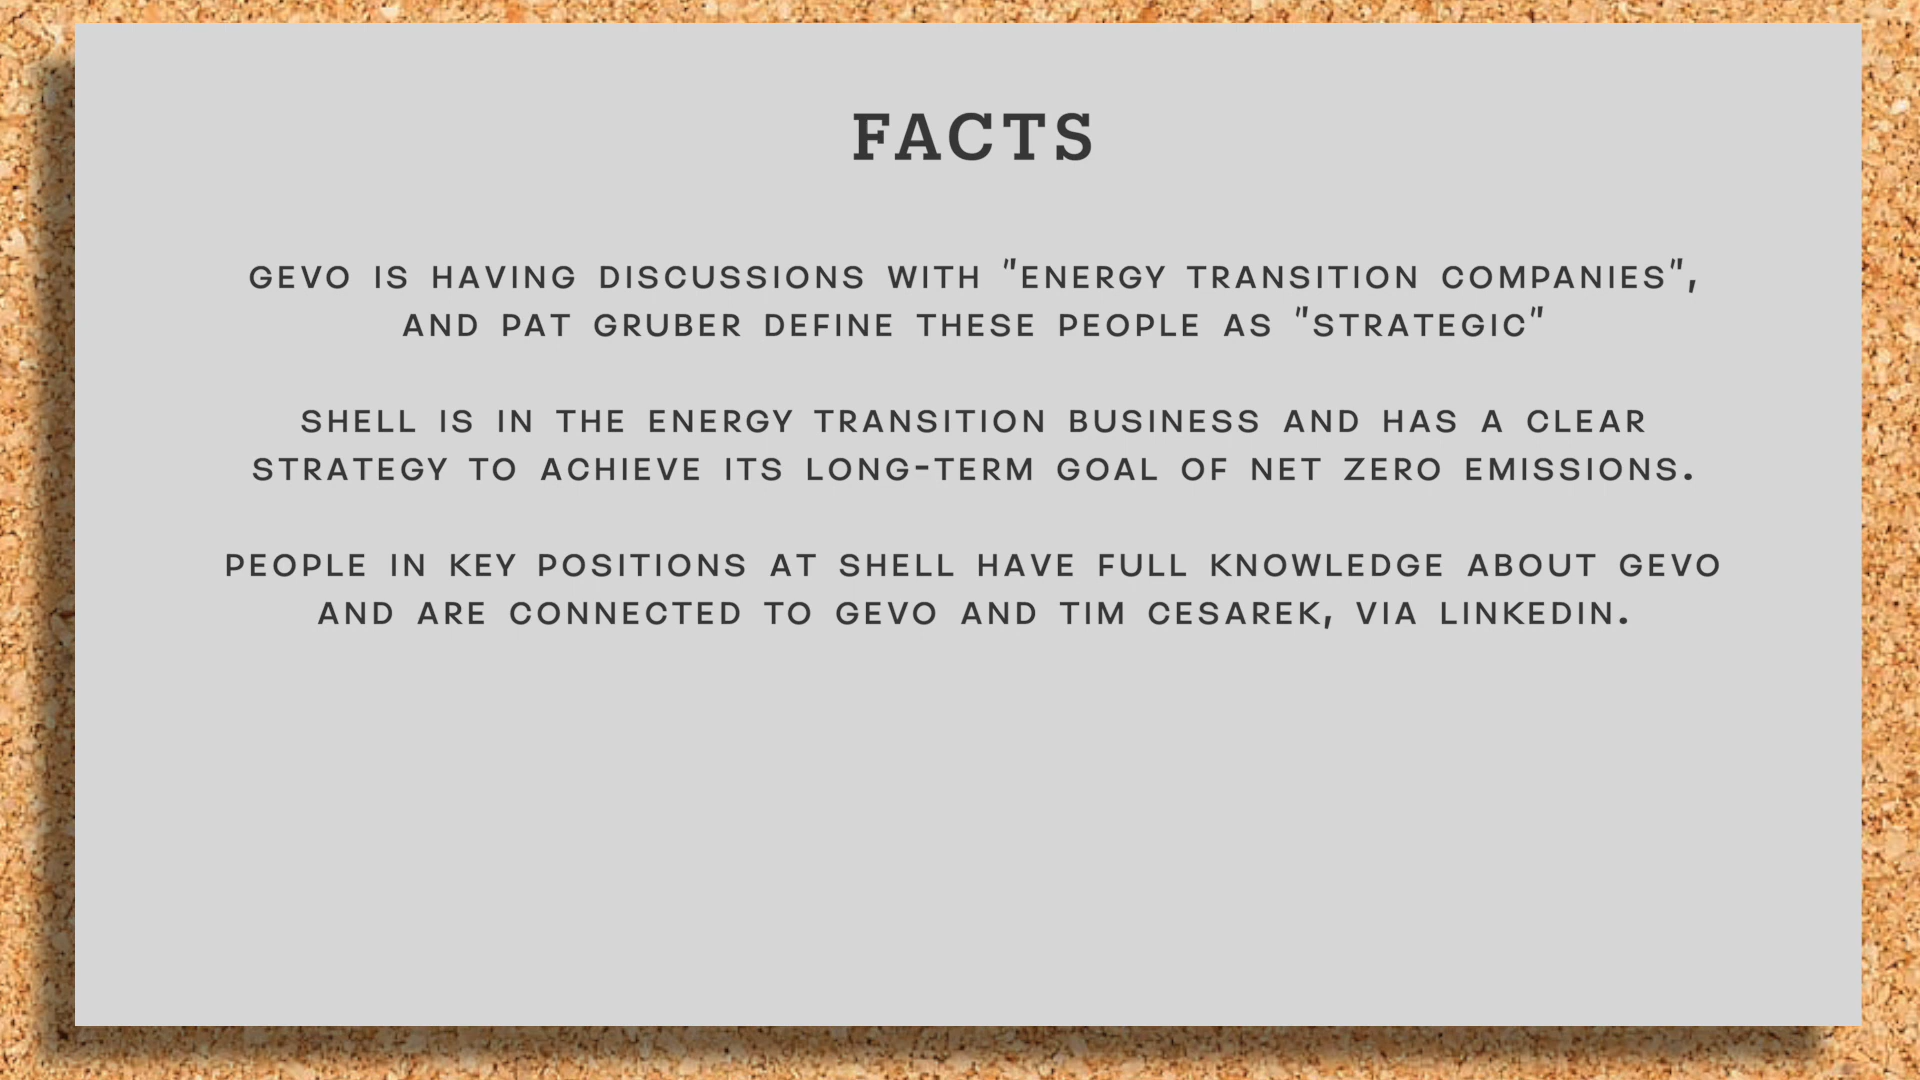 FACTS
GEVO IS HAVING DISCUSSIONS WITH "ENERGY TRANSITION COMPANIES",
AND PAT GRUBER DEFINE THESE PEOPLE AS "STRATEGIC"
SHELL IS IN THE ENERGY TRANSITION BUSINESS AND HAS A CLEAR
STRATEGY TO ACHIEVE ITS LONG-TERM GOAL OF NET ZERO EMISSIONS.
PEOPLE IN KEY POSITIONS AT SHELL HAVE FULL KNOWLEDGE ABOUT GEVO
AND ARE CONNECTED TO GEVO AND TIM CESAREK, VIA LINKEDIN.